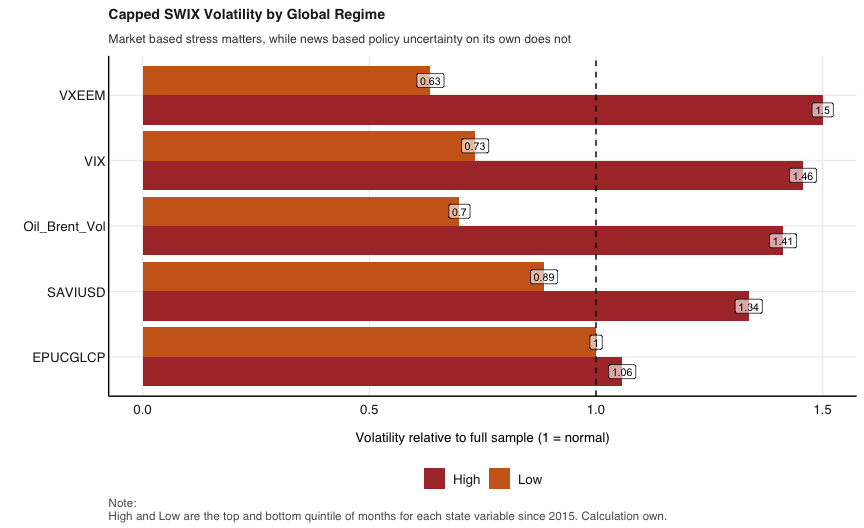 Capped SWIX Volatility by Global Regime
Market based stress matters, while news based policy uncertainty on its own does not
VXEEM
0.63
1.5
VIX
0.73
1.46
Oil_Brent_Vol
0.7
1.41
SAVIUSD
0.89
1.34
EPUCGLCP
1
1.06
0.0 0.5 1.0 1.5
Volatility relative to full sample (1 = normal)
High Low
Note:
High and Low are the top and bottom quintile of months for each state variable since 2015. Calculation own.